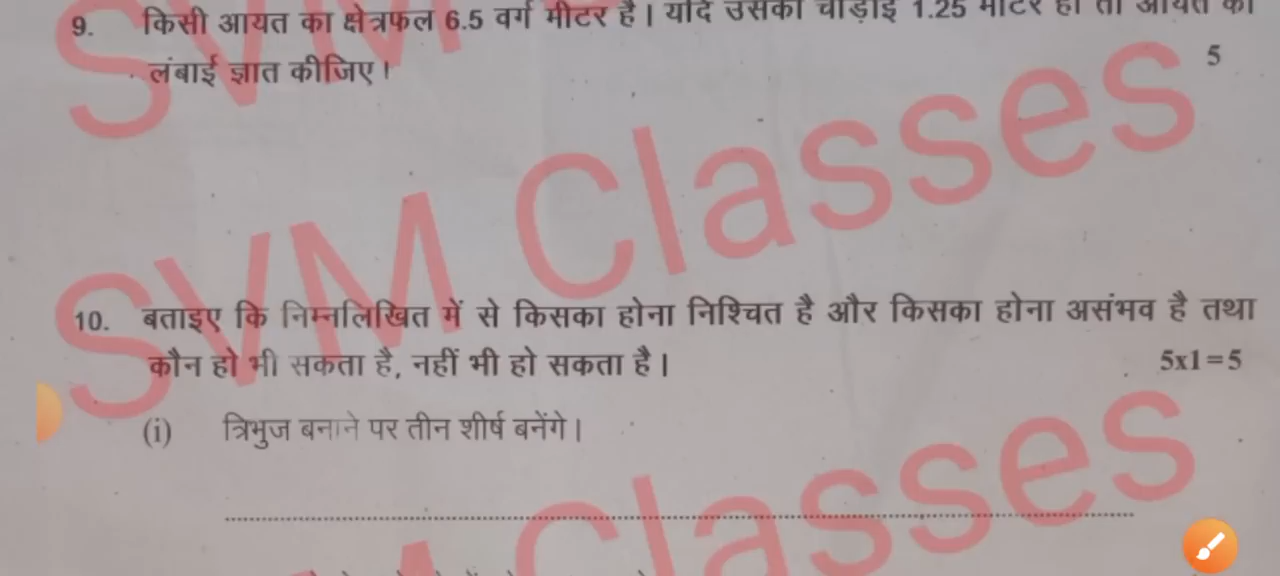 9. किसी आयत का क्षेत्रफल 6.5 वर्ग मीटर है। यदि उसकी चौड़ाई 1.25 मीटर हो तो आयत की
लंबाई ज्ञात कीजिए।
5
SVM Classes
10. बताइए कि निम्नलिखित में से किसका होना निश्चित है और किसका होना असंभव है तथा
कौन हो भी सकता है, नहीं भी हो सकता है।
5x1=5
(i) त्रिभुज बनाने पर तीन शीर्ष बनेंगे।